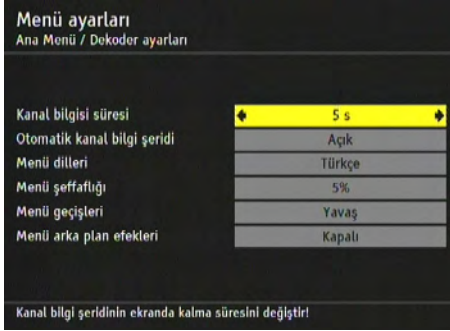 Menü ayarları
Ana Menü / Dekoder ayarları
Kanal bilgisi süresi 5 s
Otomatik kanal bilgi şeridi Açık
Menü dilleri Türkçe
Menü şeffaflığı 5%
Menü geçişleri Yavaş
Menü arka plan efekleri Kapalı
Kanal bilgi şeridinin ekranda kalma süresini değiştir!